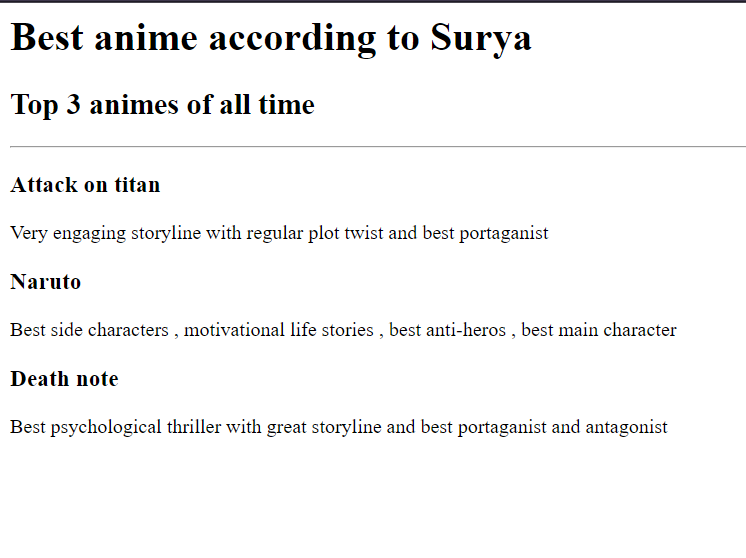 Best anime according to Surya
Top 3 animes of all time
Attack on titan
Very engaging storyline with regular plot twist and best portaganist
Naruto
Best side characters , motivational life stories , best anti-heros , best main character
Death note
Best psychological thriller with great storyline and best portaganist and antagonist